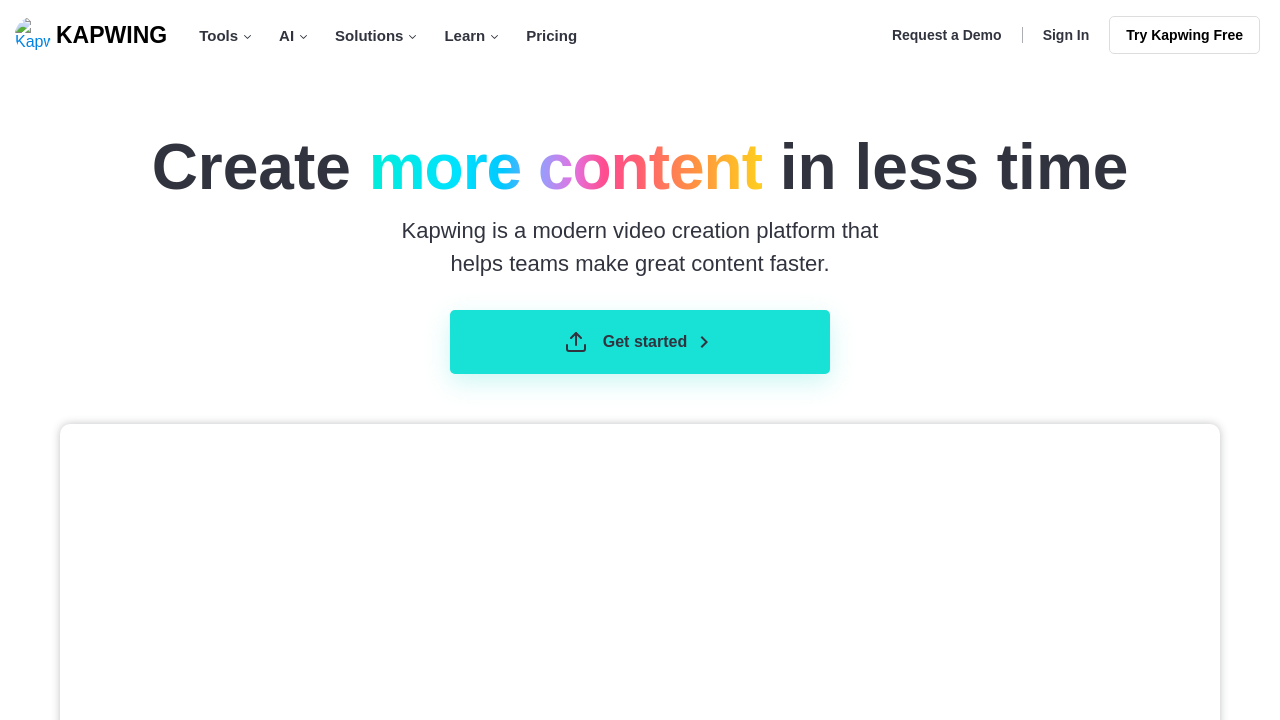 Kapw
KAPWING
Tools
AI
Solutions
Learn
Pricing
Request a Demo
Sign In
Try Kapwing Free
Create more content in less time
Kapwing is a modern video creation platform that
helps teams make great content faster.
Get started